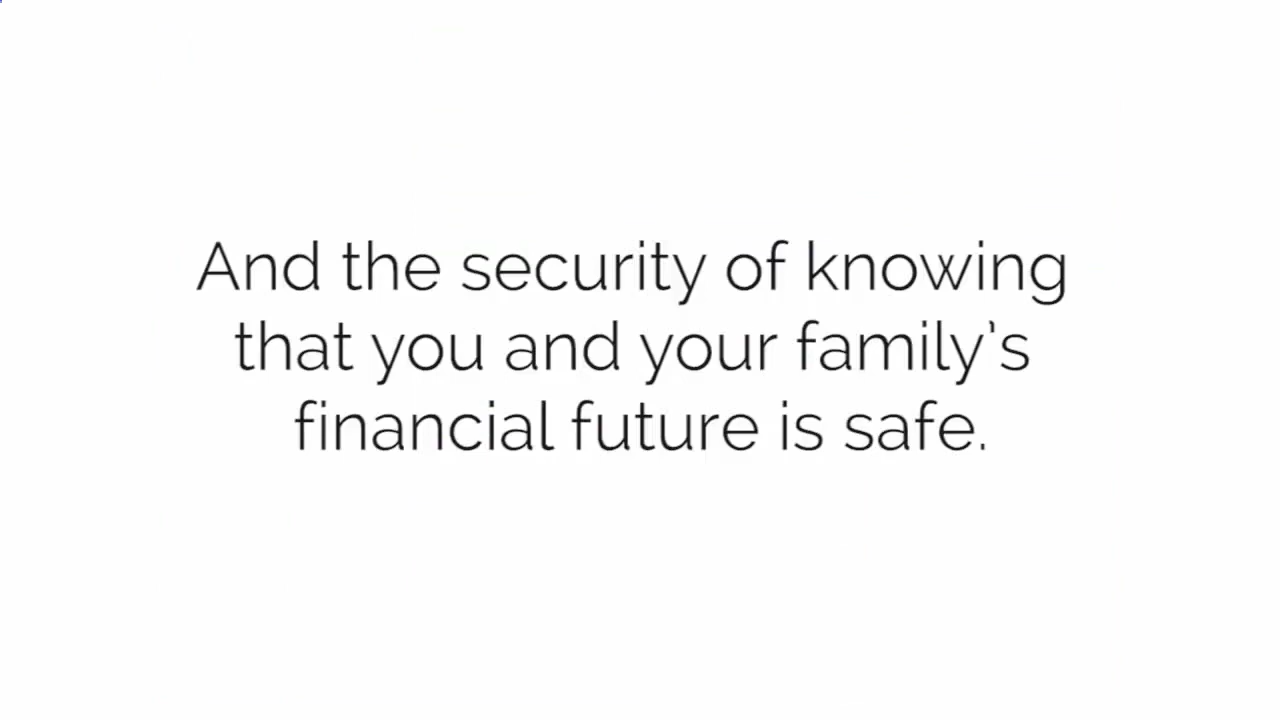 And the security of knowing
that you and your family's
financial future is safe.